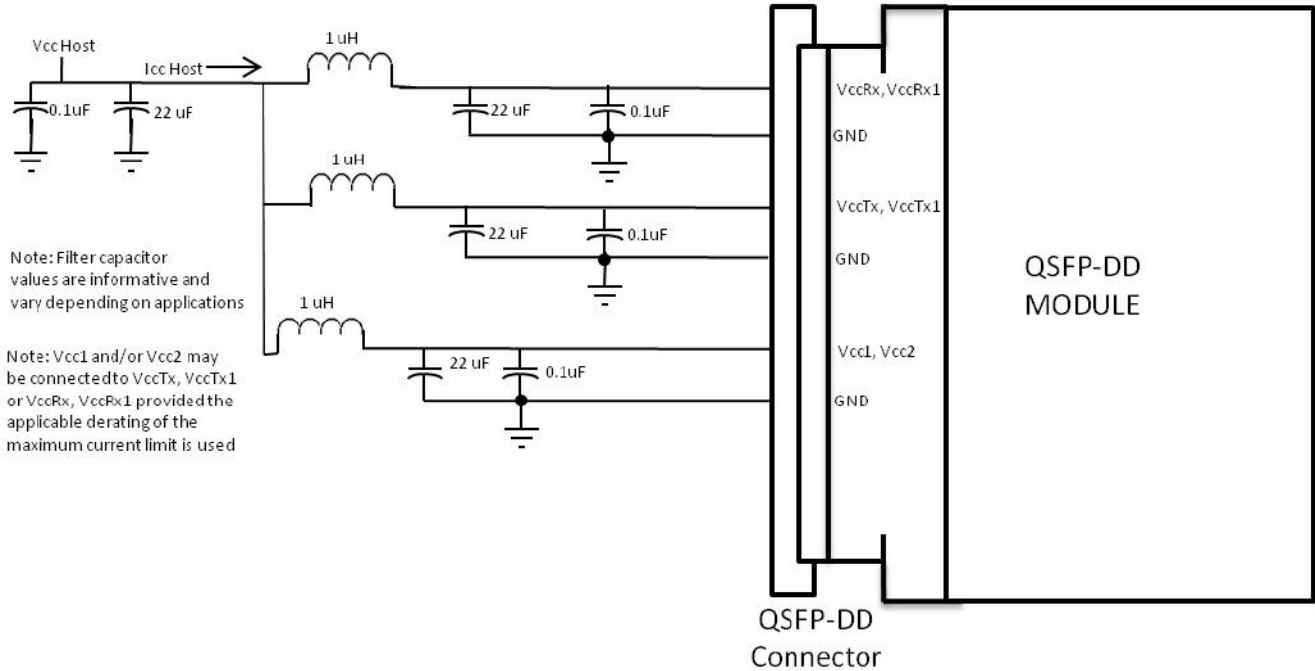 Vcc Host
Icc Host
0.1uF
22 uF
1 uH
22 uF
0.1uF
VccRx, VccRx1
GND
1 uH
22 uF
0.1uF
VccTx, VccTx1
GND
Note: Filter capacitor
values are informative and
vary depending on applications
1 uH
22 uF
0.1uF
Vcc1, Vcc2
GND
Note: Vcc1 and/or Vcc2 may
be connected to VccTx, VccTx1
or VccRx, VccRx1 provided the
applicable derating of the
maximum current limit is used
QSFP-DD
MODULE
QSFP-DD
Connector